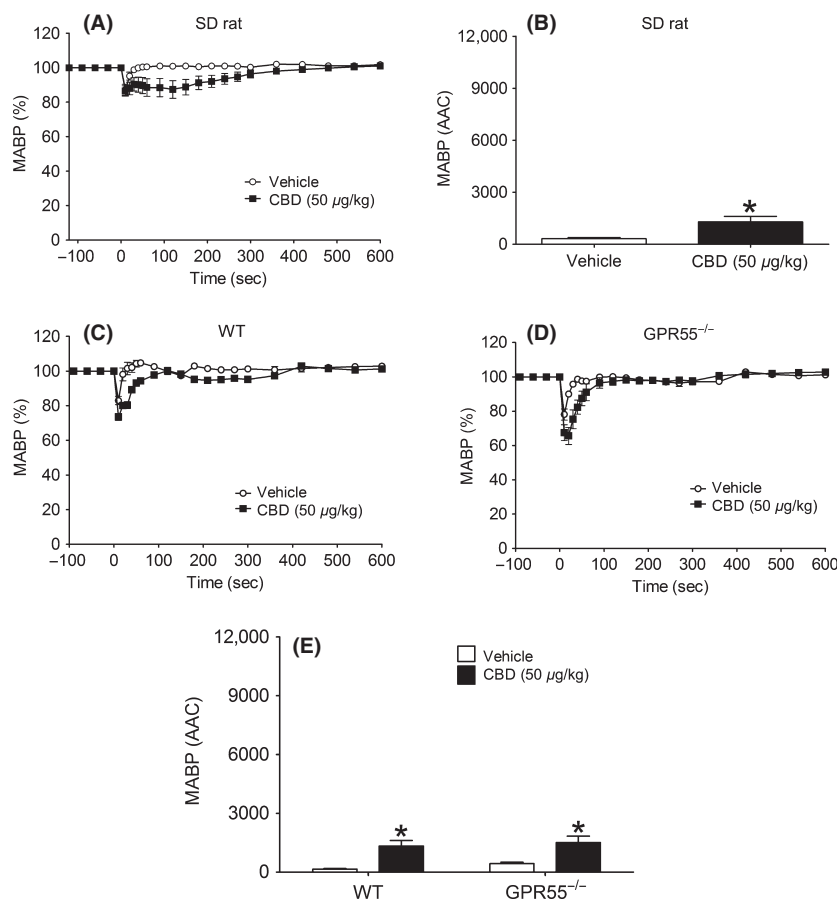 (A) SD rat
120
100
80
60
40
20
0
MABP (%)
Vehicle
CBD (50 µg/kg)
−100 0 100 200 300 400 500 600
Time (sec)
(B) SD rat
12,000
9000
6000
3000
0
MABP (AAC)
*
Vehicle CBD (50 µg/kg)
(C) WT
120
100
80
60
40
20
0
MABP (%)
Vehicle
CBD (50 µg/kg)
−100 0 100 200 300 400 500 600
Time (sec)
(D) GPR55−/−
120
100
80
60
40
20
0
MABP (%)
Vehicle
CBD (50 µg/kg)
−100 0 100 200 300 400 500 600
Time (sec)
(E)
12,000
9000
6000
3000
0
MABP (AAC)
Vehicle
CBD (50 µg/kg)
* *
WT GPR55−/−